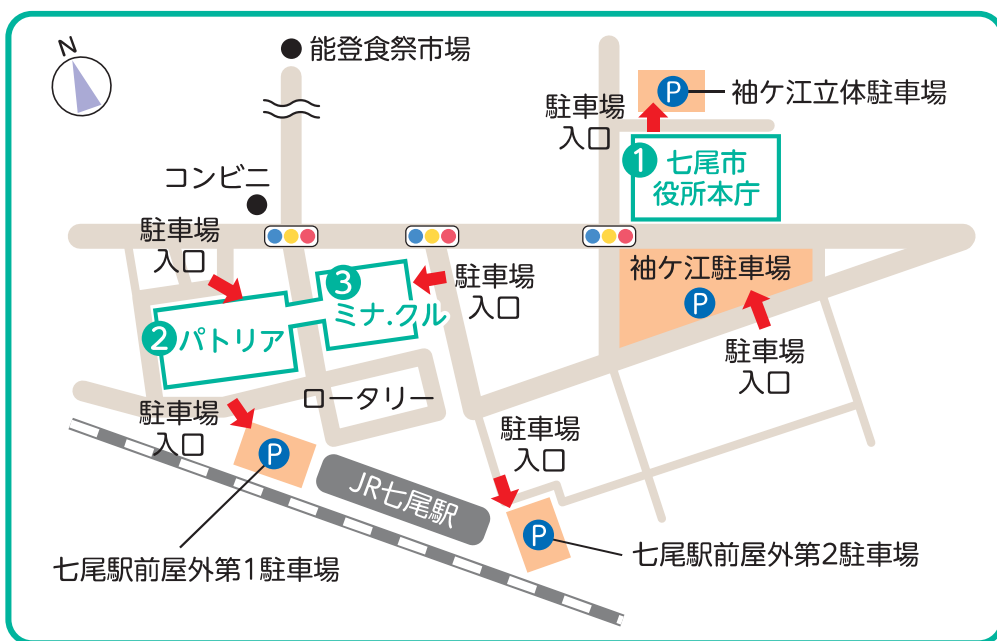 N
能登食祭市場
P
袖ケ江立体駐車場
駐車場
入口
1
七尾市
役所本庁
コンビニ
駐車場
入口
袖ケ江駐車場
P
3
ミナ.クル
駐車場
入口
2
パトリア
駐車場
入口
ロータリー
駐車場
入口
P
駐車場
入口
JR七尾駅
P
七尾駅前屋外第2駐車場
七尾駅前屋外第1駐車場